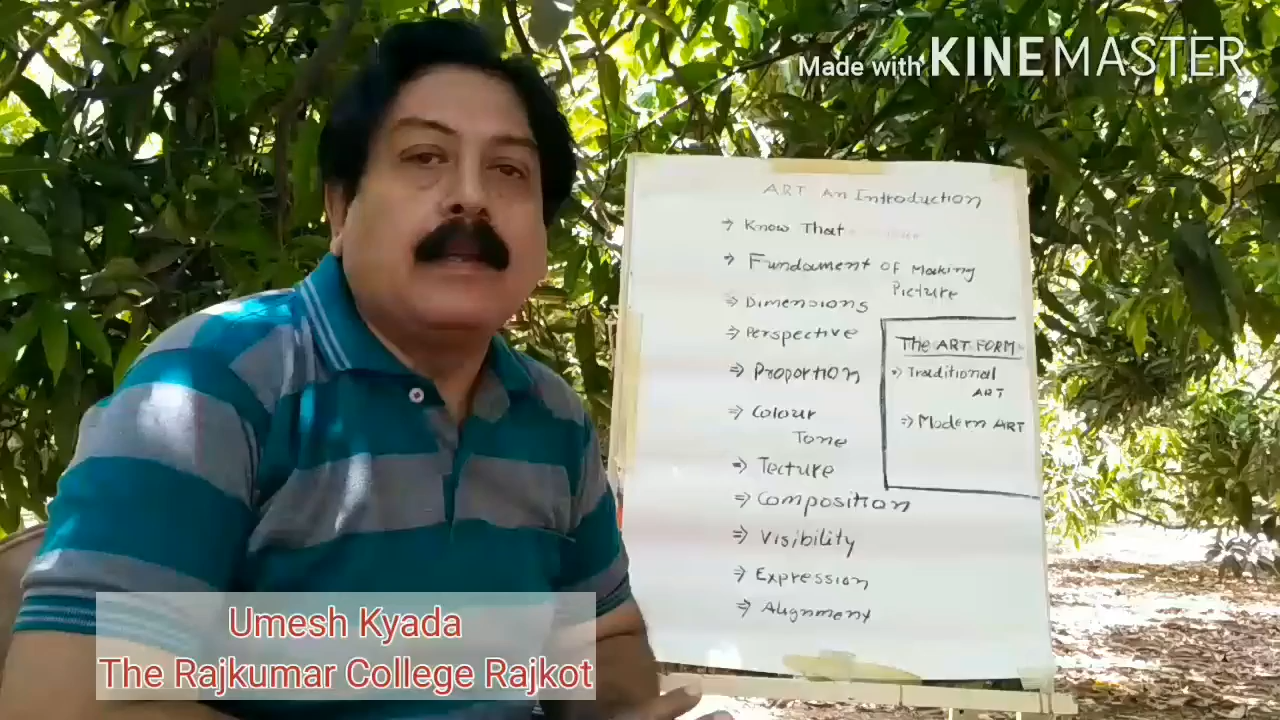 Made with KINEMASTER
ART An Introduction
⇒ Know That
⇒ Fundament of Making
Picture
⇒ Dimensions
⇒ Perspective
⇒ Proportion
⇒ Colour
Tone
⇒ Tecture
⇒ Composition
⇒ Visibility
⇒ Expression
⇒ Alignment
The ART FORM
⇒ Traditional
ART
⇒ Modern ART
Umesh Kyada
The Rajkumar College Rajkot